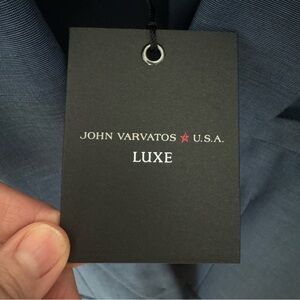 JOHN VARVATOS ★ U.S.A.
LUXE